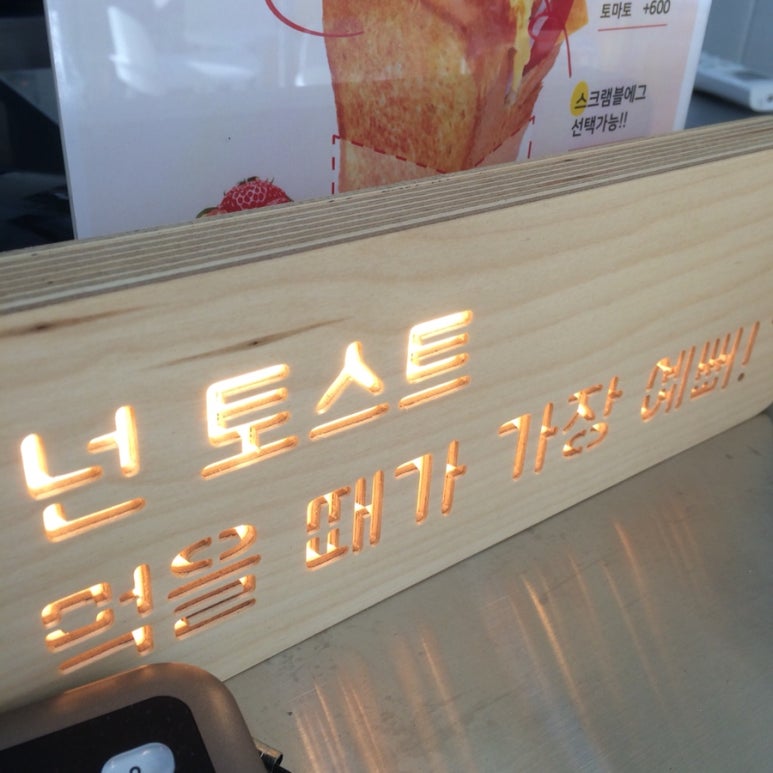 토마토 +600
스크램블에그
선택가능!!
넌 토스트
먹을 때가 가장 예뻐!